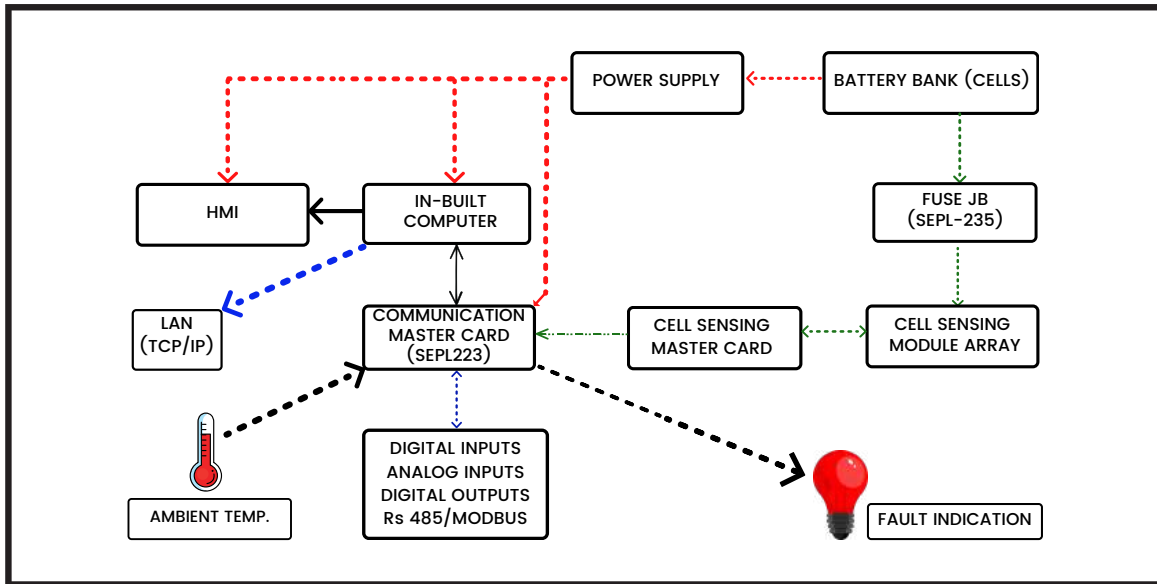 POWER SUPPLY
BATTERY BANK (CELLS)
HMI
IN-BUILT
COMPUTER
FUSE JB
(SEPL-235)
LAN
(TCP/IP)
COMMUNICATION
MASTER CARD
(SEPL223)
CELL SENSING
MASTER CARD
CELL SENSING
MODULE ARRAY
AMBIENT TEMP.
DIGITAL INPUTS
ANALOG INPUTS
DIGITAL OUTPUTS
Rs 485/MODBUS
FAULT INDICATION